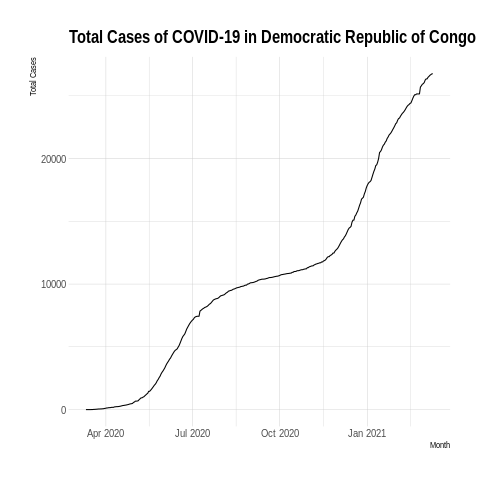 Total Cases of COVID-19 in Democratic Republic of Congo
Total Cases
20000
10000
0
Apr 2020 Jul 2020 Oct 2020 Jan 2021
Month